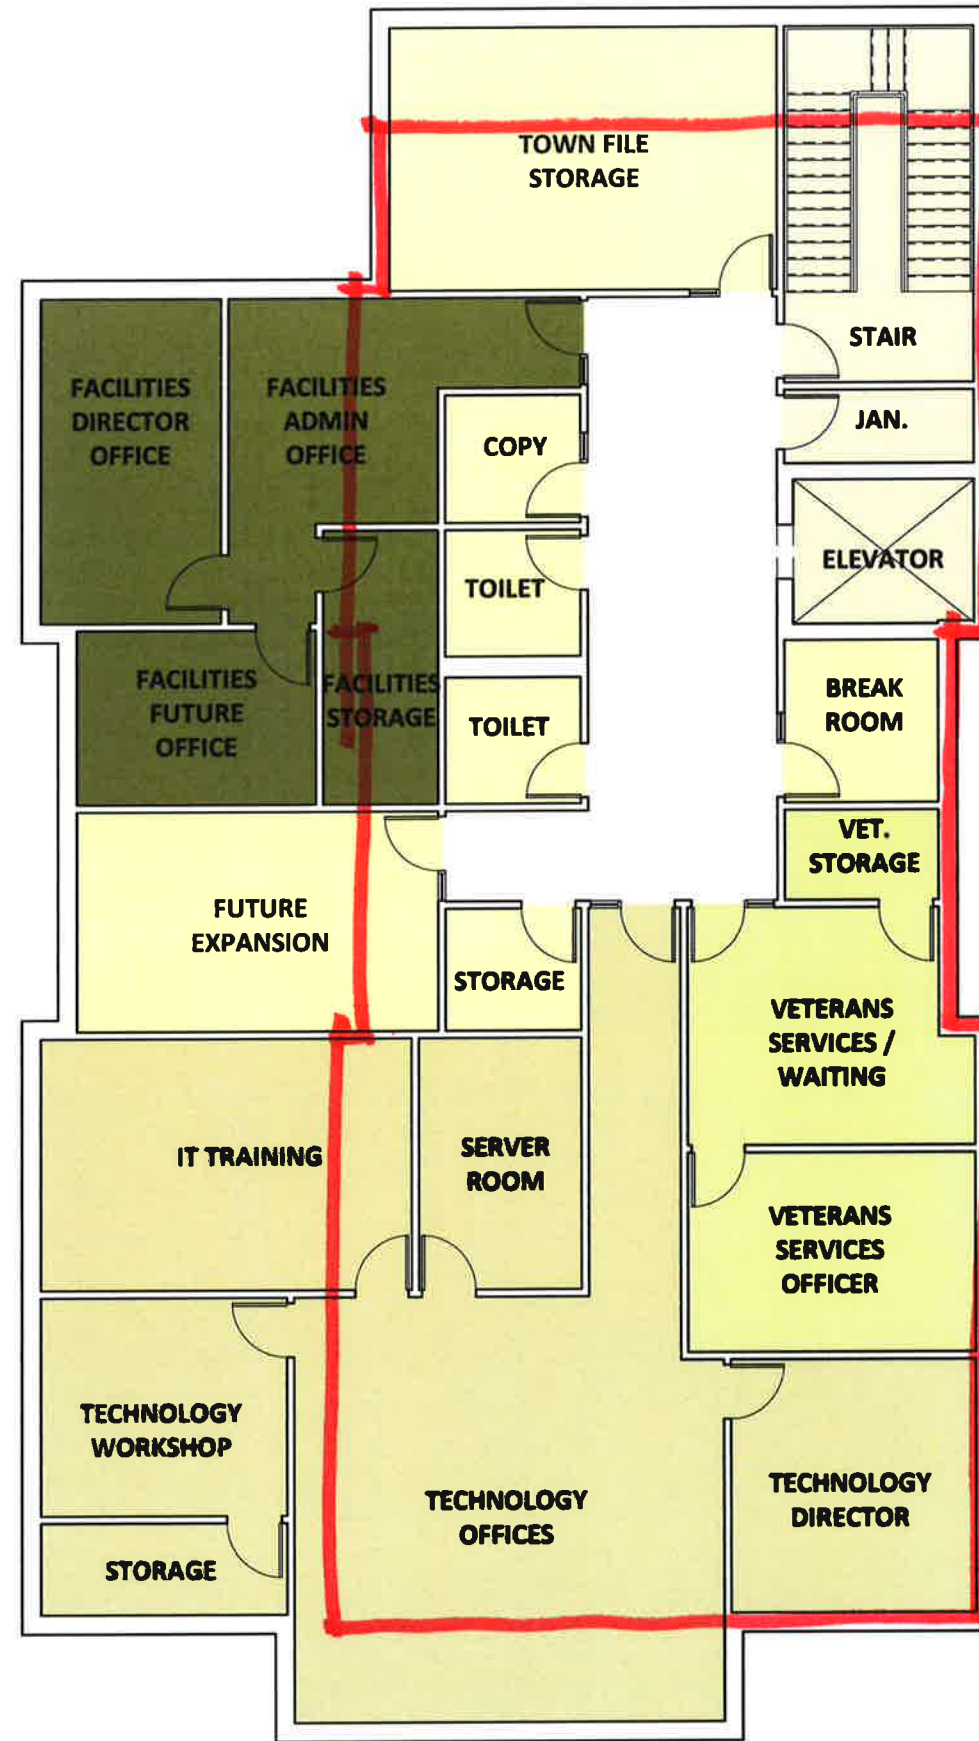 TOWN FILE
STORAGE
STAIR
FACILITIES
DIRECTOR
OFFICE
FACILITIES
ADMIN
OFFICE
COPY
JAN.
ELEVATOR
TOILET
FACILITIES
FUTURE
OFFICE
FACILITIES
STORAGE
TOILET
BREAK
ROOM
VET.
STORAGE
FUTURE
EXPANSION
STORAGE
VETERANS
SERVICES /
WAITING
IT TRAINING
SERVER
ROOM
VETERANS
SERVICES
OFFICER
TECHNOLOGY
WORKSHOP
TECHNOLOGY
OFFICES
TECHNOLOGY
DIRECTOR
STORAGE